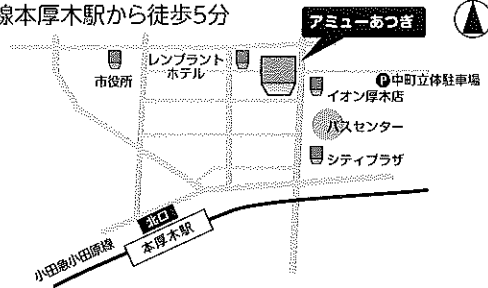 線本厚木駅から徒歩5分
アミューあつぎ
市役所
レンブラント
ホテル
P中町立体駐車場
イオン厚木店
バスセンター
シティプラザ
北口
本厚木駅
小田急小田原線